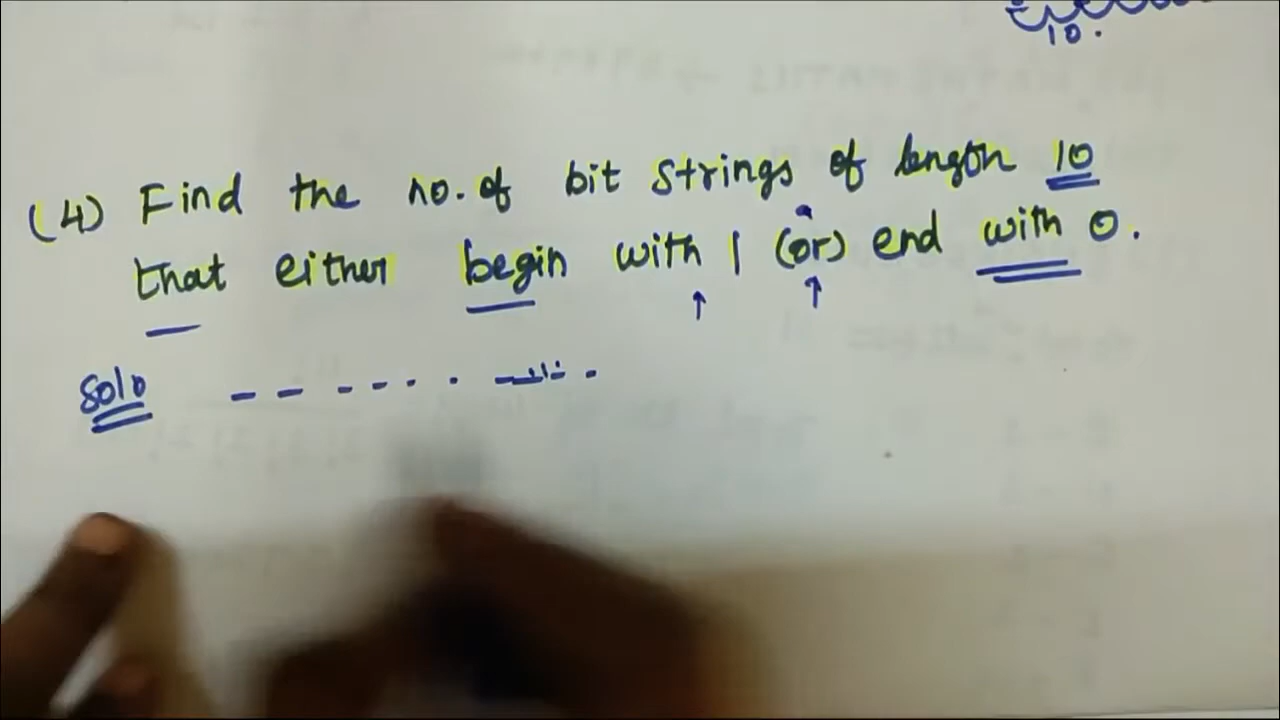 10.
(4) Find the no. of bit strings of length 10
that either begin with 1 (or) end with 0.
Soln